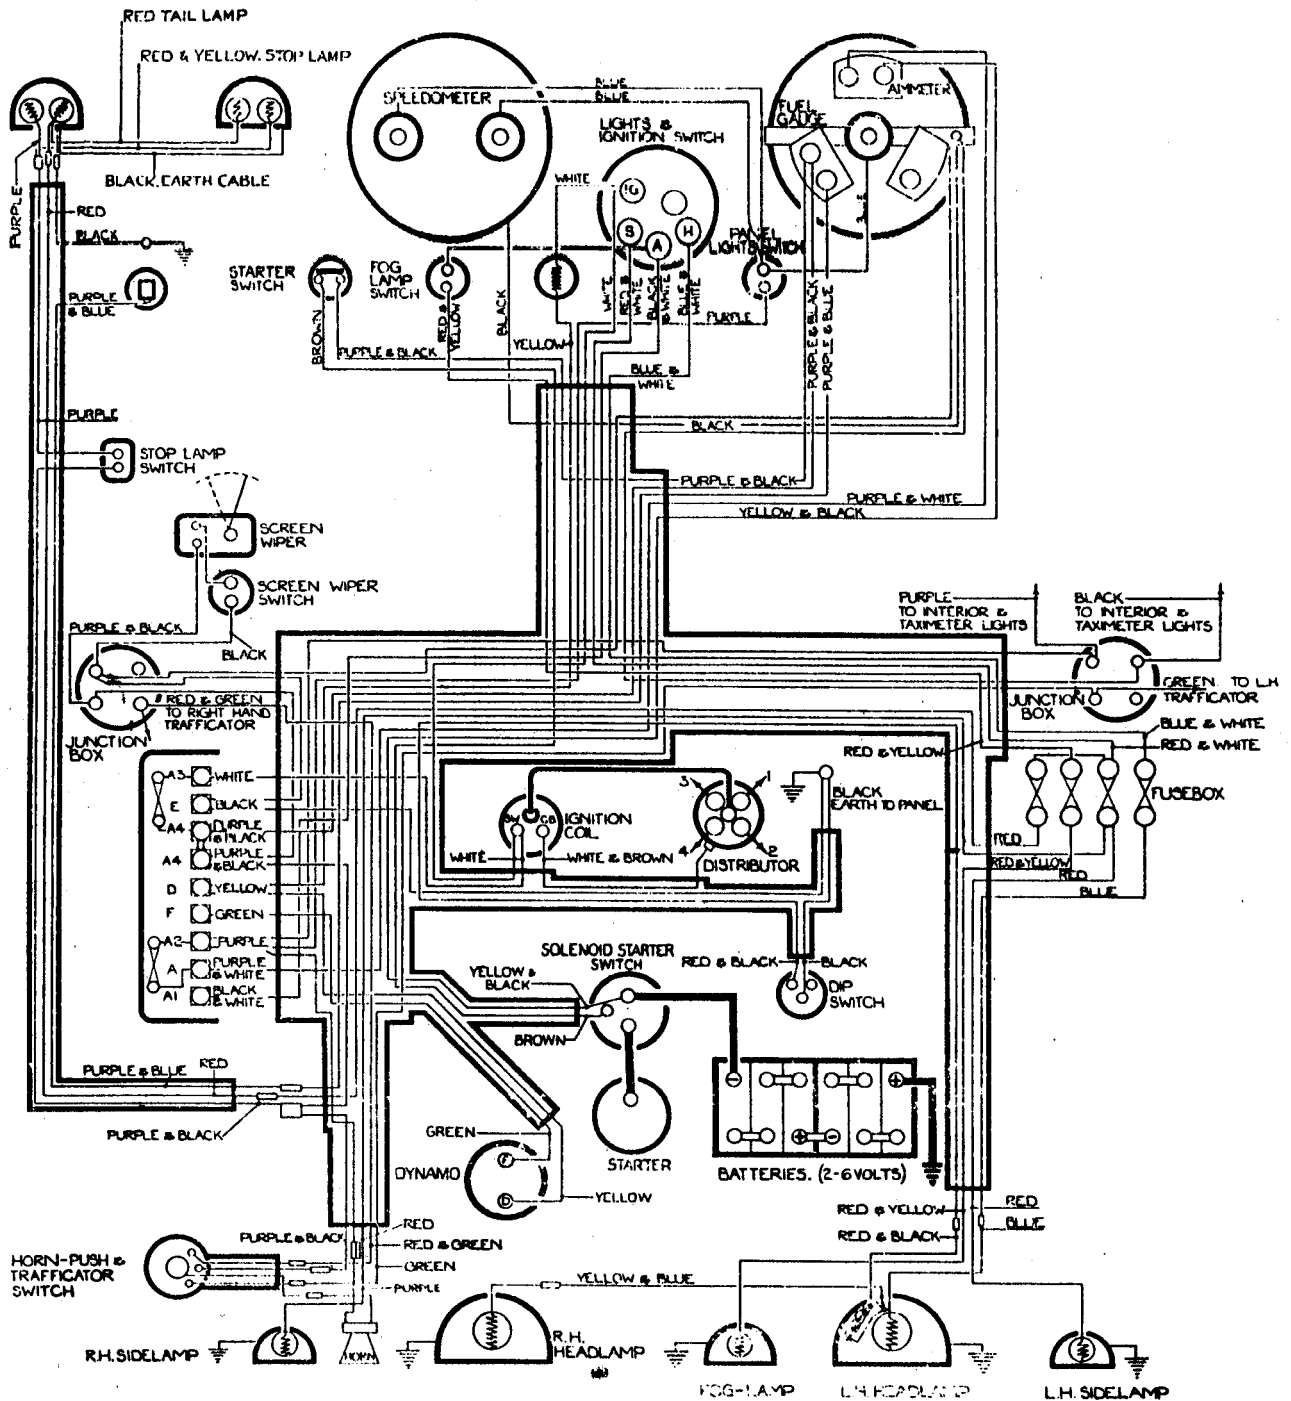 RED TAIL LAMP
RED & YELLOW. STOP LAMP
BLACK. EARTH CABLE
PURPLE
RED
BLACK
PURPLE
& BLUE
SPEEDOMETER
BLUE
BLUE
LIGHTS &
IGNITION SWITCH
IG
S
A
H
WHITE
AMMETER
FUEL
GAUGE
BLUE
PANEL
LIGHTS SWITCH
STARTER
SWITCH
FOG
LAMP
SWITCH
BROWN
PURPLE & BLACK
RED &
YELLOW
BLACK
YELLOW
WHITE
RED &
WHITE
BLACK
& WHITE
BLUE &
WHITE
PURPLE
BLUE &
WHITE
PURPLE & BLACK
PURPLE & BLUE
BLACK
PURPLE & BLACK
PURPLE & WHITE
YELLOW & BLACK
PURPLE
STOP LAMP
SWITCH
SCREEN
WIPER
SCREEN WIPER
SWITCH
PURPLE & BLACK
BLACK
RED & GREEN
TO RIGHT HAND
TRAFFICATOR
JUNCTION
BOX
PURPLE
TO INTERIOR &
TAXIMETER LIGHTS
BLACK
TO INTERIOR &
TAXIMETER LIGHTS
GREEN TO L.H
TRAFFICATOR
JUNCTION
BOX
BLUE & WHITE
RED & WHITE
RED & YELLOW
FUSEBOX
RED
RED & YELLOW
RED
BLUE
A3 WHITE
E BLACK
A4 PURPLE
& BLACK
A4 PURPLE
& BLACK
D YELLOW
F GREEN
A2 PURPLE
A PURPLE
& WHITE
A1 BLACK
& WHITE
SW CB
IGNITION
COIL
WHITE
WHITE & BROWN
3 1
4 2
DISTRIBUTOR
BLACK
EARTH TO PANEL
SOLENOID STARTER
SWITCH
YELLOW &
BLACK
BROWN
RED & BLACK
BLACK
DIP
SWITCH
STARTER
BATTERIES. (2-6 VOLTS)
- +
+ -
PURPLE & BLUE
RED
PURPLE & BLACK
GREEN
DYNAMO
F
D
YELLOW
RED & YELLOW
RED
RED & BLACK
BLUE
HORN-PUSH &
TRAFFICATOR
SWITCH
PURPLE & BLACK
RED
RED & GREEN
GREEN
PURPLE
YELLOW & BLUE
R.H. SIDELAMP
HORN
R.H.
HEADLAMP
FOG-LAMP
L.H. HEADLAMP
L.H. SIDELAMP